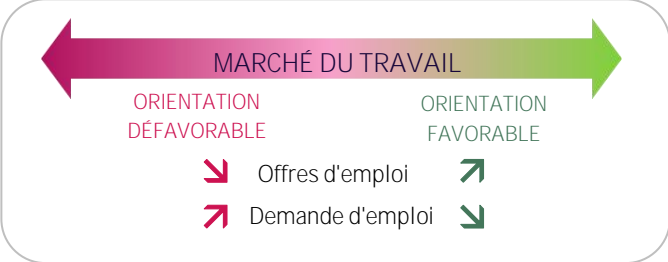 MARCHÉ DU TRAVAIL
ORIENTATION
DÉFAVORABLE
ORIENTATION
FAVORABLE
Offres d'emploi
Demande d'emploi